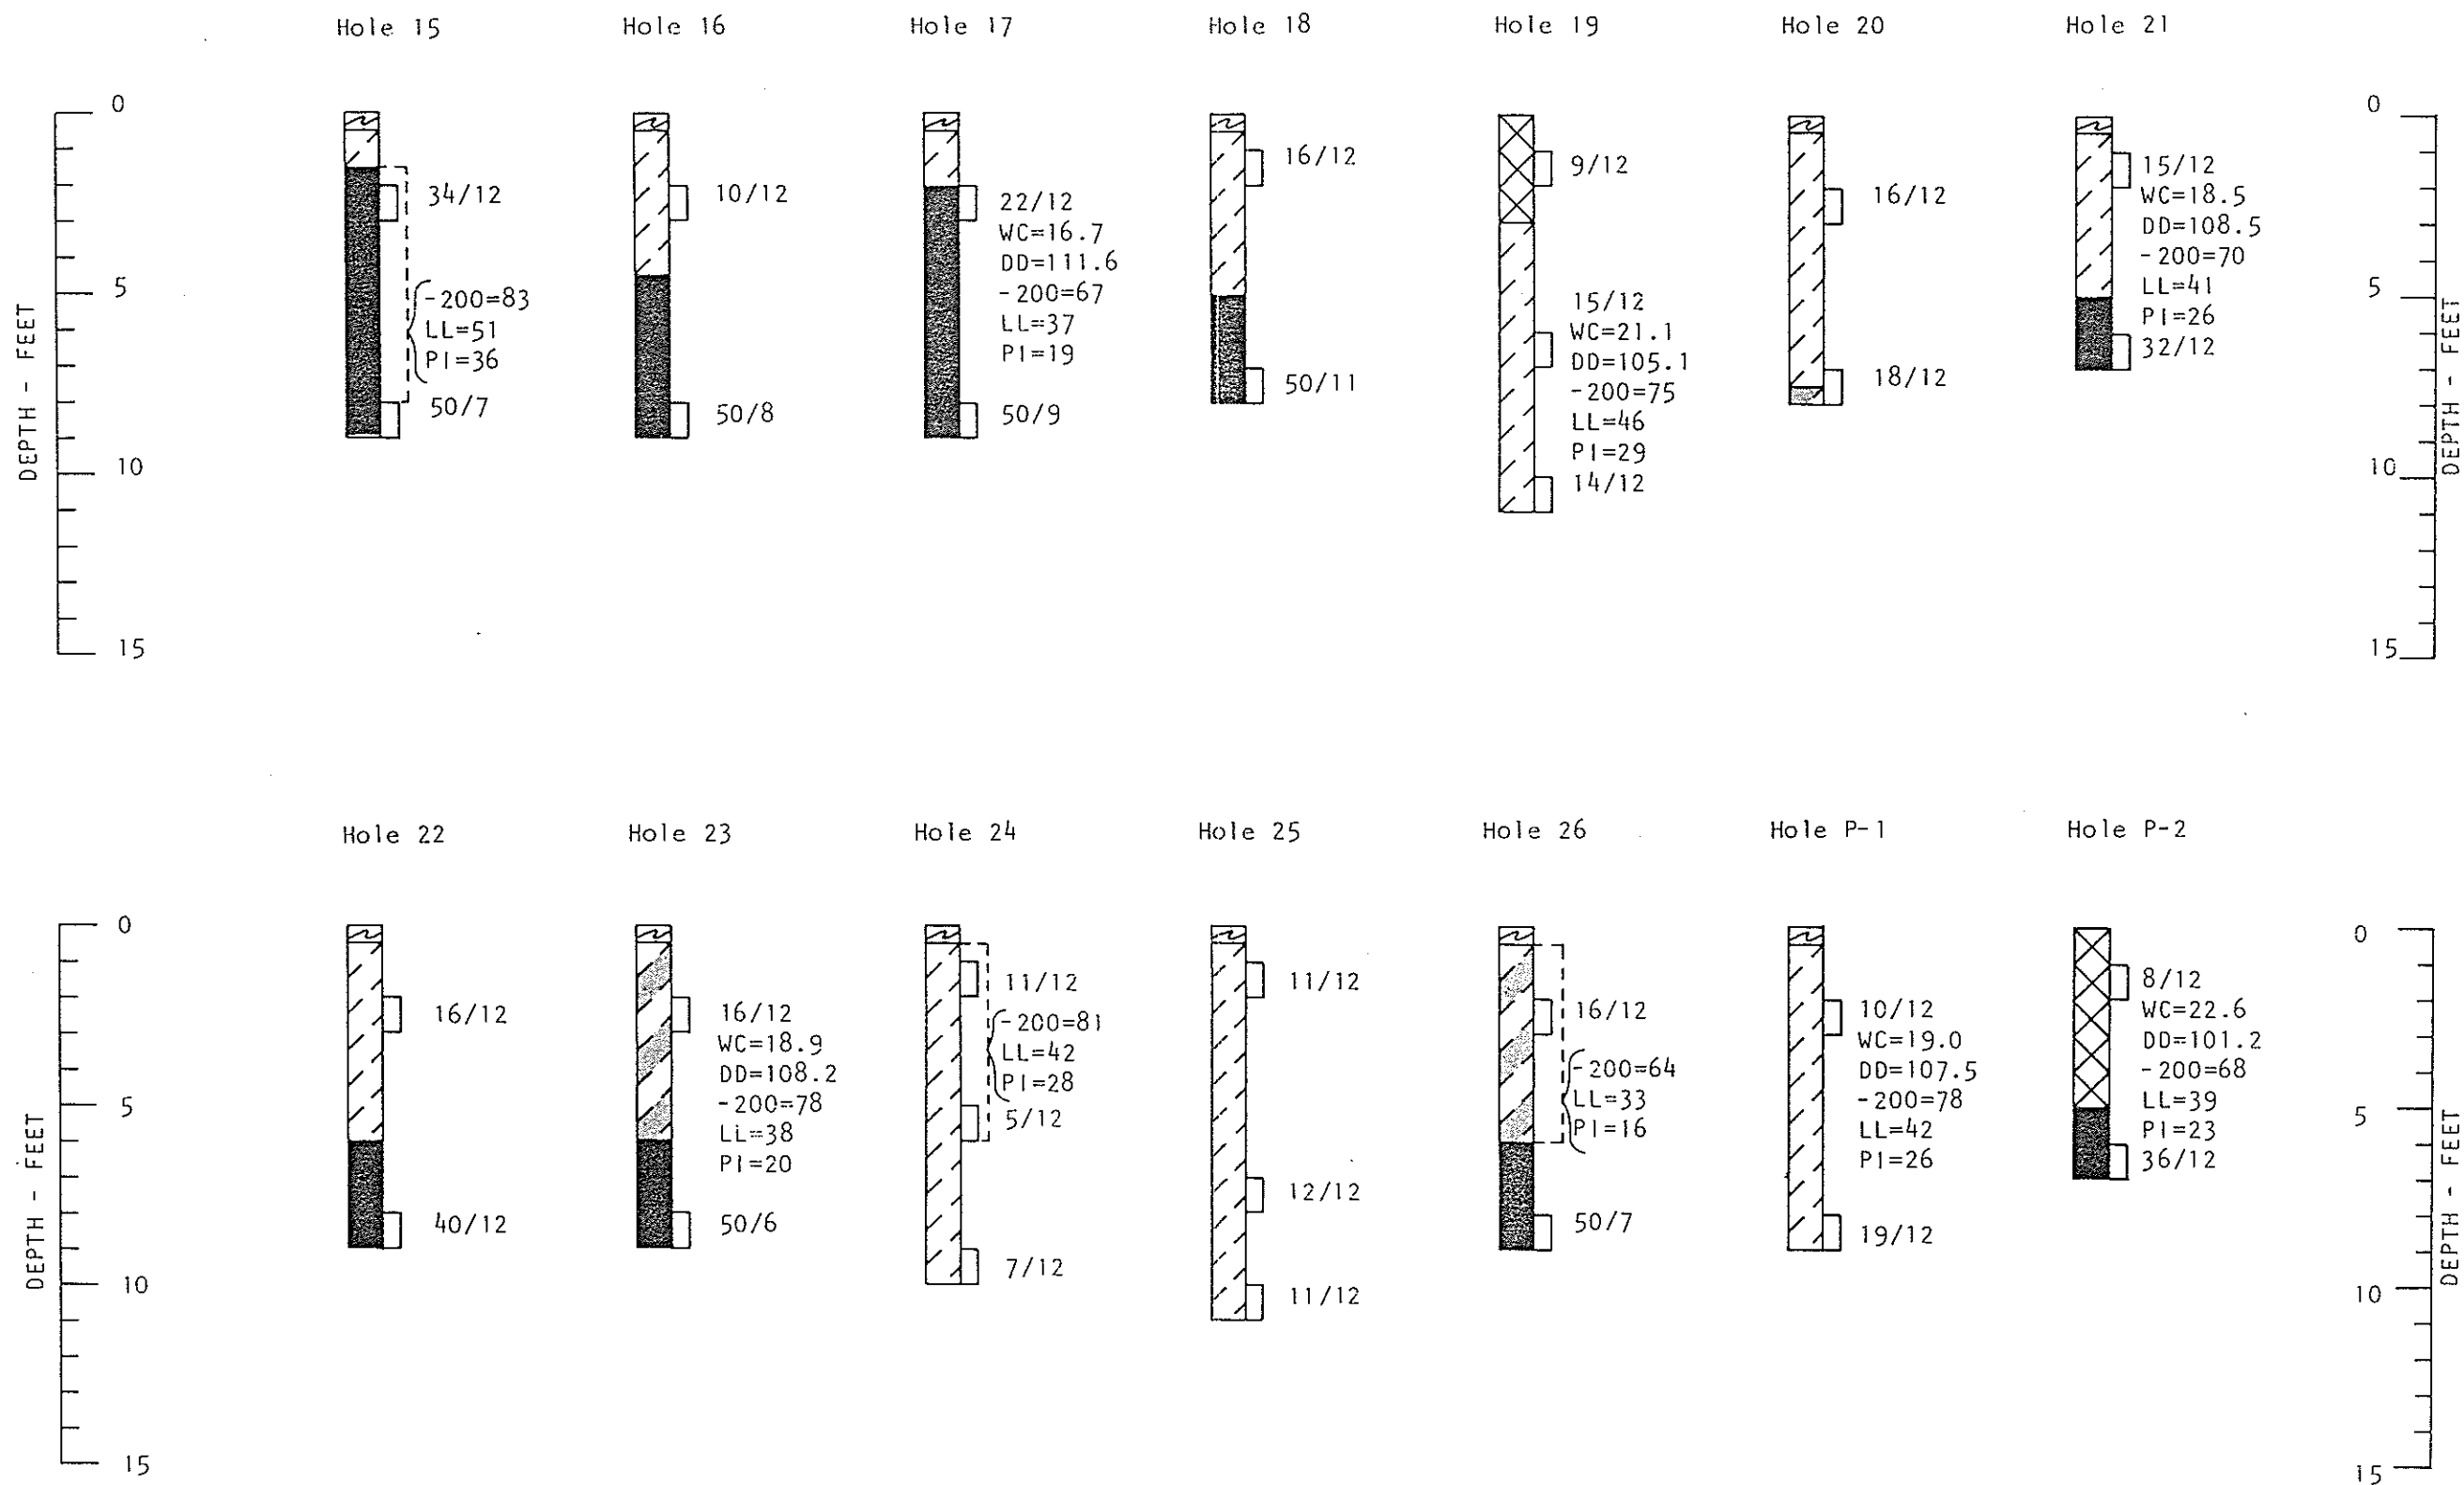 Hole 15
Hole 16
Hole 17
Hole 18
Hole 19
Hole 20
Hole 21
DEPTH - FEET
0
5
10
15
34/12
-200=83
LL=51
PI=36
50/7
10/12
50/8
22/12
WC=16.7
DD=111.6
-200=67
LL=37
PI=19
50/9
16/12
50/11
9/12
15/12
WC=21.1
DD=105.1
-200=75
LL=46
PI=29
14/12
16/12
18/12
15/12
WC=18.5
DD=108.5
-200=70
LL=41
PI=26
32/12
0
5
10
15
DEPTH - FEET
Hole 22
Hole 23
Hole 24
Hole 25
Hole 26
Hole P-1
Hole P-2
DEPTH - FEET
0
5
10
15
16/12
40/12
16/12
WC=18.9
DD=108.2
-200=78
LL=38
PI=20
50/6
11/12
-200=81
LL=42
PI=28
5/12
7/12
11/12
12/12
11/12
16/12
-200=64
LL=33
PI=16
50/7
10/12
WC=19.0
DD=107.5
-200=78
LL=42
PI=26
19/12
8/12
WC=22.6
DD=101.2
-200=68
LL=39
PI=23
36/12
0
5
10
15
DEPTH - FEET